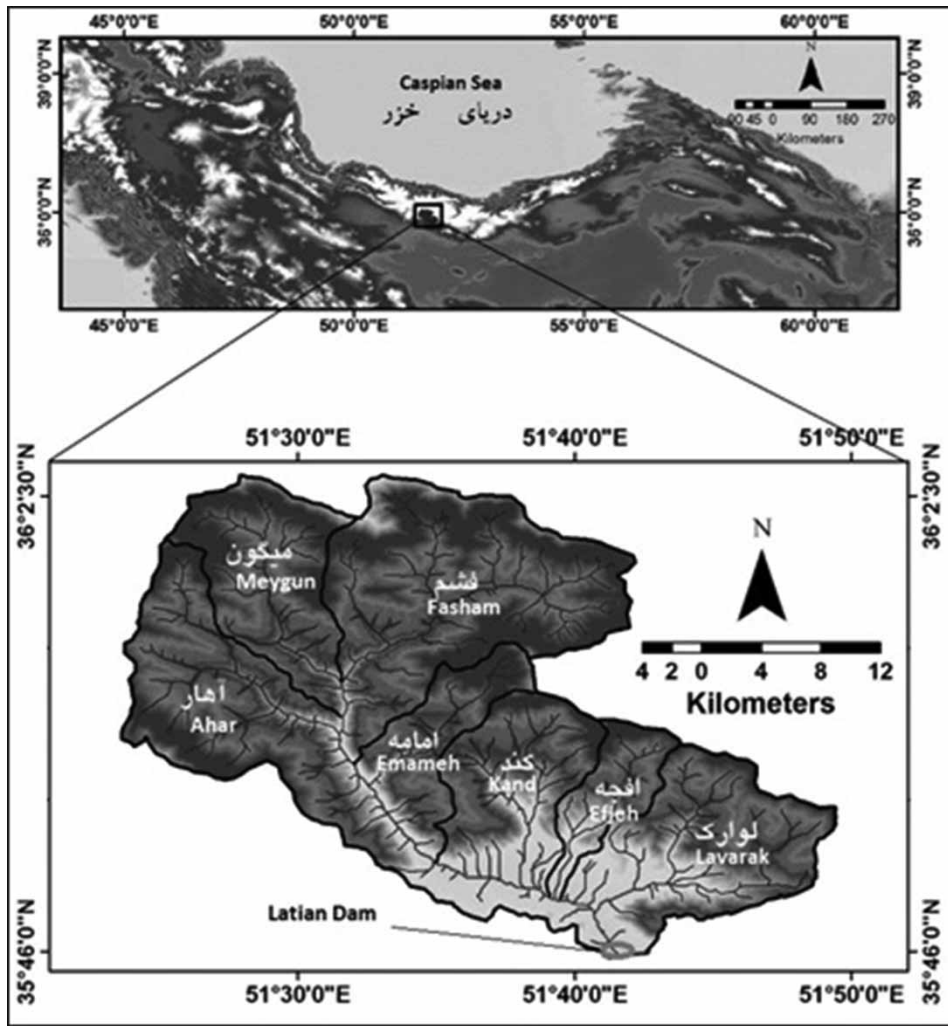 45°0'0"E 50°0'0"E 55°0'0"E 60°0'0"E
39°0'0"N
39°0'0"N
Caspian Sea
دریای خزر
N
90 45 0 90 180 270
Kilometers
36°0'0"N
36°0'0"N
45°0'0"E 50°0'0"E 55°0'0"E 60°0'0"E
51°30'0"E 51°40'0"E 51°50'0"E
36°2'30"N
36°2'30"N
میگون
Meygun
فشم
Fasham
N
4 2 0 4 8 12
Kilometers
آهار
Ahar
امامه
Emameh
کند
Kand
افجه
Efjeh
لوارک
Lavarak
Latian Dam
35°46'0"N
35°46'0"N
51°30'0"E 51°40'0"E 51°50'0"E